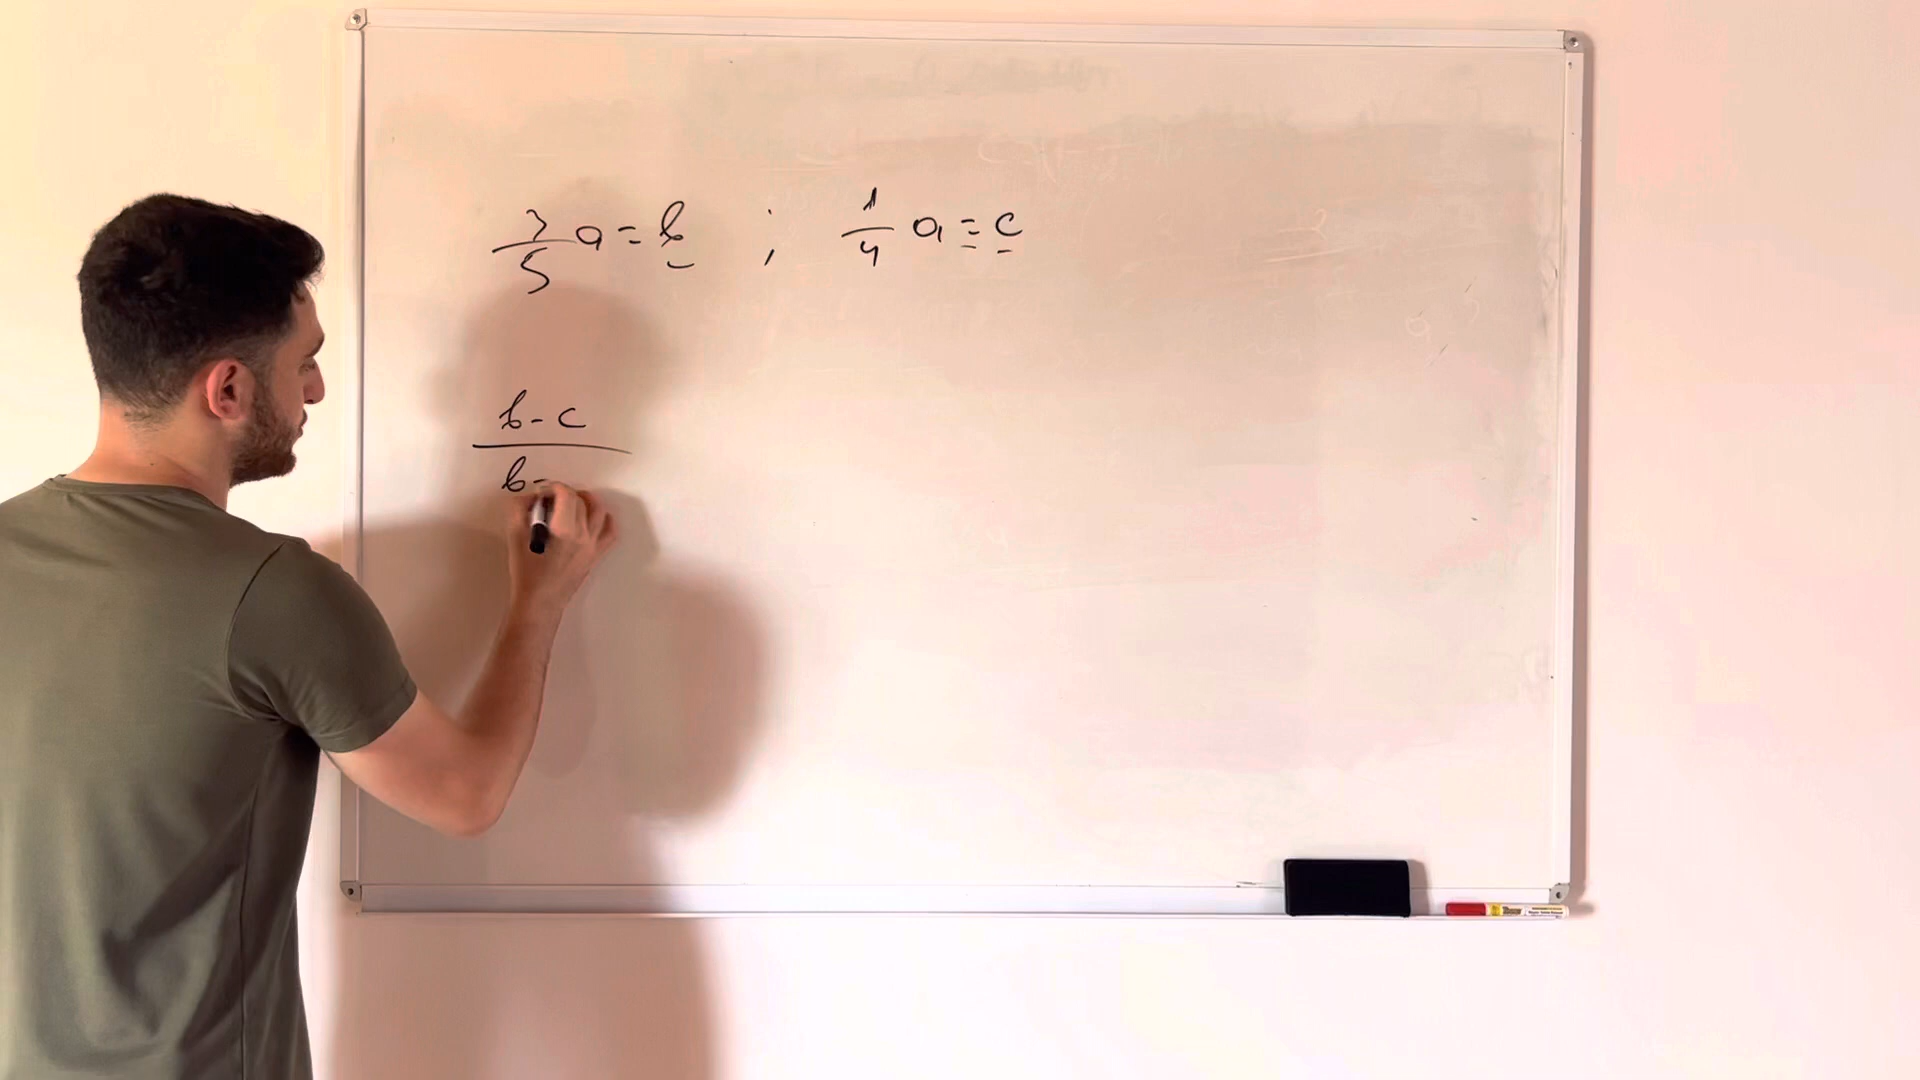 3/5 a = b ; 1/4 a = c
b - c
b -